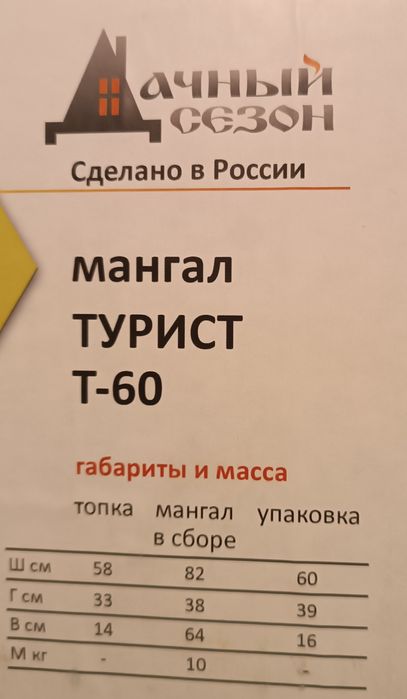 Дачный
сезон
Сделано в России
мангал
ТУРИСТ
Т-60
габариты и масса
топка мангал упаковка
в сборе
Ш см 58 82 60
Г см 33 38 39
В см 14 64 16
М кг - 10 -